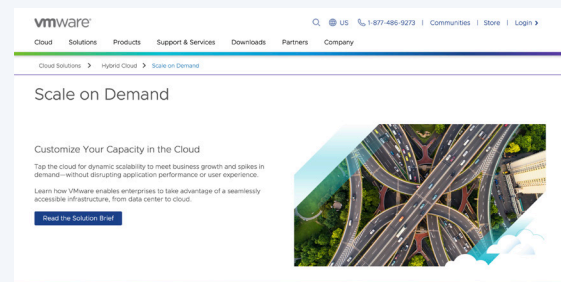 vmware
US 1-877-486-9273 | Communities | Store | Login
Cloud Solutions Products Support & Services Downloads Partners Company
Cloud Solutions > Hybrid Cloud > Scale on Demand
Scale on Demand
Customize Your Capacity in the Cloud
Tap the cloud for dynamic scalability to meet business growth and spikes in
demand—without disrupting application performance or user experience.
Learn how VMware enables enterprises to take advantage of a seamlessly
accessible infrastructure, from data center to cloud.
Read the Solution Brief